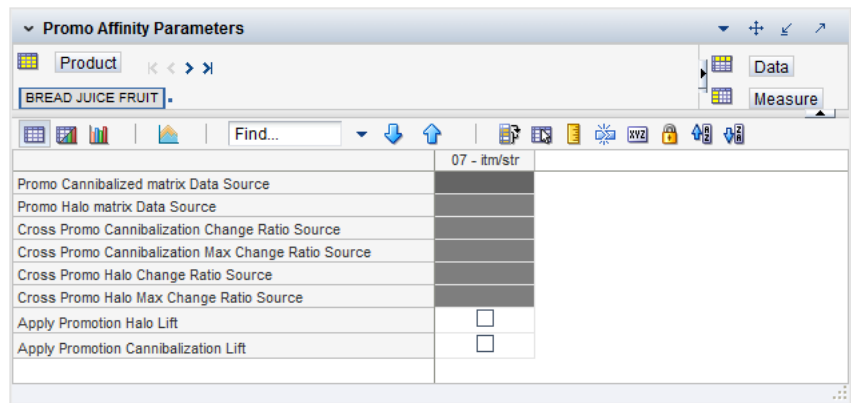 Promo Affinity Parameters
Product
Data
BREAD JUICE FRUIT
Measure
Find...
XYZ
A
Z
Z
A
07 - itm/str
Promo Cannibalized matrix Data Source
Promo Halo matrix Data Source
Cross Promo Cannibalization Change Ratio Source
Cross Promo Cannibalization Max Change Ratio Source
Cross Promo Halo Change Ratio Source
Cross Promo Halo Max Change Ratio Source
Apply Promotion Halo Lift
Apply Promotion Cannibalization Lift